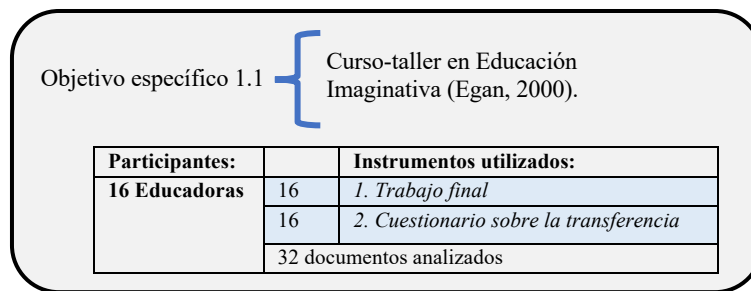 Objetivo específico 1.1
Curso-taller en Educación
Imaginativa (Egan, 2000).
Participantes: Instrumentos utilizados:
16 Educadoras 16 1. Trabajo final
16 2. Cuestionario sobre la transferencia
32 documentos analizados